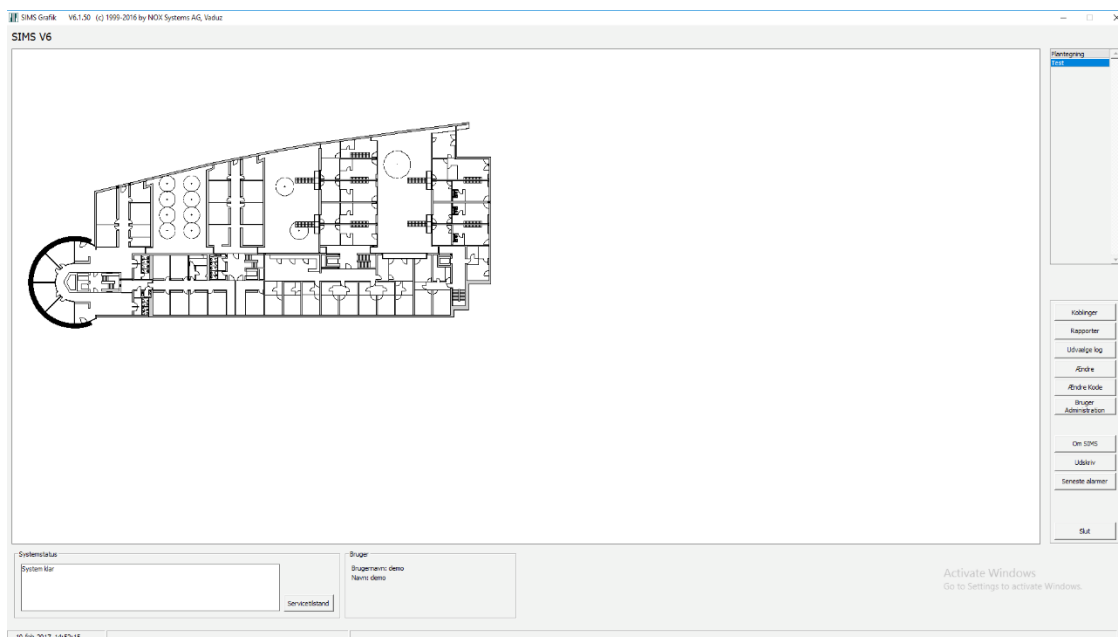 SIMS Grafik V6.1.50 (c) 1999-2016 by NOX Systems AG, Vaduz
SIMS V6
Plantegning
Test
Koblinger
Rapporter
Udvælge log
Ændre
Ændre Kode
Bruger
Administration
Om SIMS
Udskriv
Seneste alarmer
Slut
Systemstatus
System klar
Servicetilstand
Bruger
Brugernavn: demo
Navn: demo
Activate Windows
Go to Settings to activate Windows.